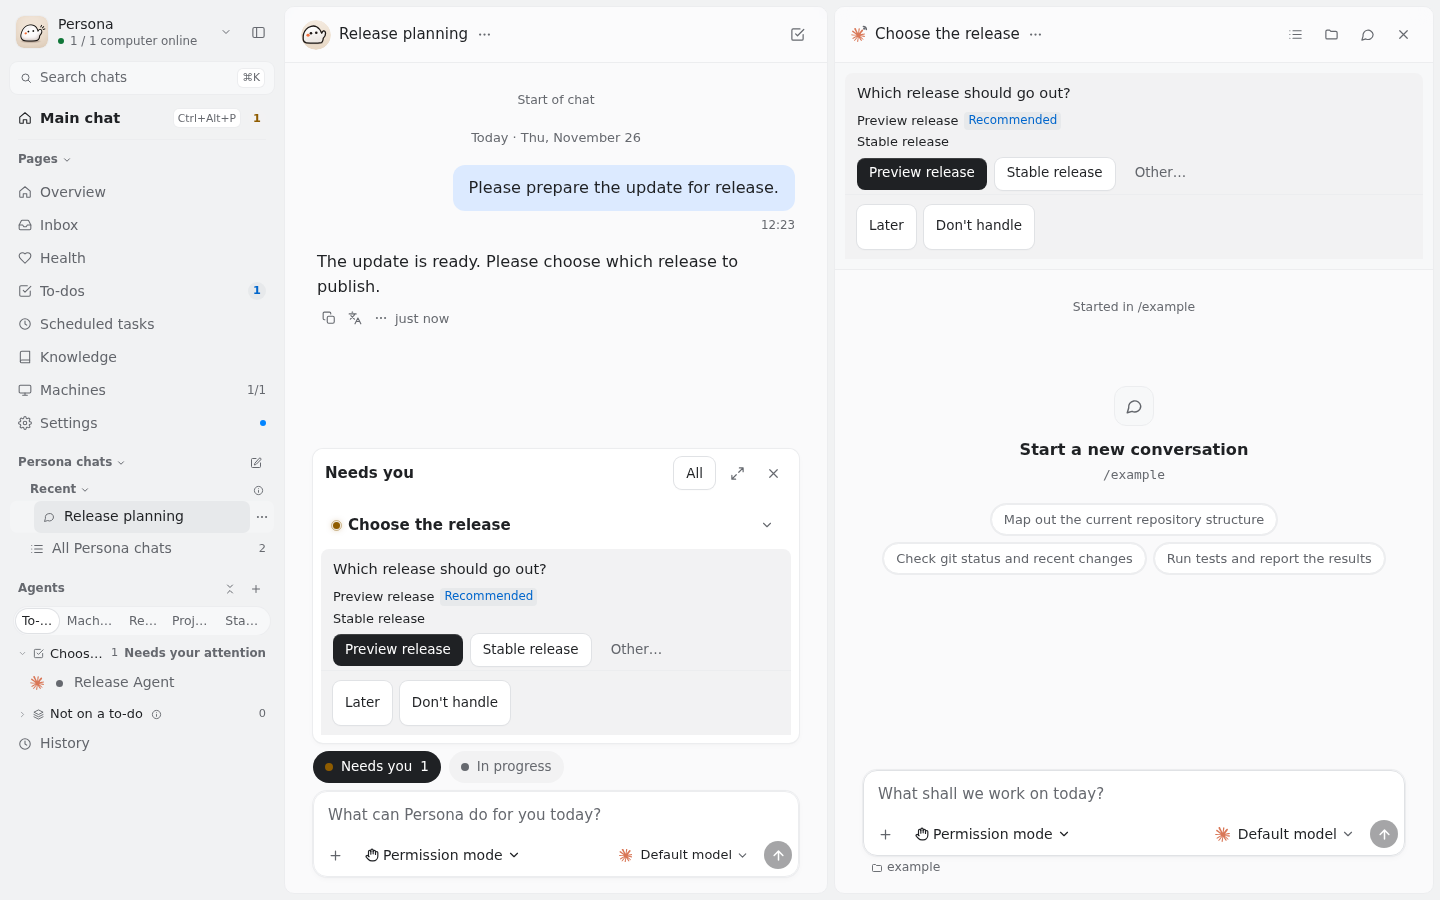 Persona
1 / 1 computer online
Search chats
⌘K
Main chat
Ctrl+Alt+P
1
Pages
Overview
Inbox
Health
To-dos
1
Scheduled tasks
Knowledge
Machines
1/1
Settings
Persona chats
Recent
Release planning
All Persona chats
2
Agents
To-...
Mach...
Re...
Proj...
Sta...
Choos...
1
Needs your attention
Release Agent
Not on a to-do
0
History
Release planning
Start of chat
Today · Thu, November 26
Please prepare the update for release.
12:23
The update is ready. Please choose which release to
publish.
just now
Needs you
All
Choose the release
Which release should go out?
Preview release Recommended
Stable release
Preview release
Stable release
Other...
Later
Don't handle
Needs you 1
In progress
What can Persona do for you today?
Permission mode
Default model
Choose the release
Which release should go out?
Preview release Recommended
Stable release
Preview release
Stable release
Other...
Later
Don't handle
Started in /example
Start a new conversation
/example
Map out the current repository structure
Check git status and recent changes
Run tests and report the results
What shall we work on today?
Permission mode
Default model
example